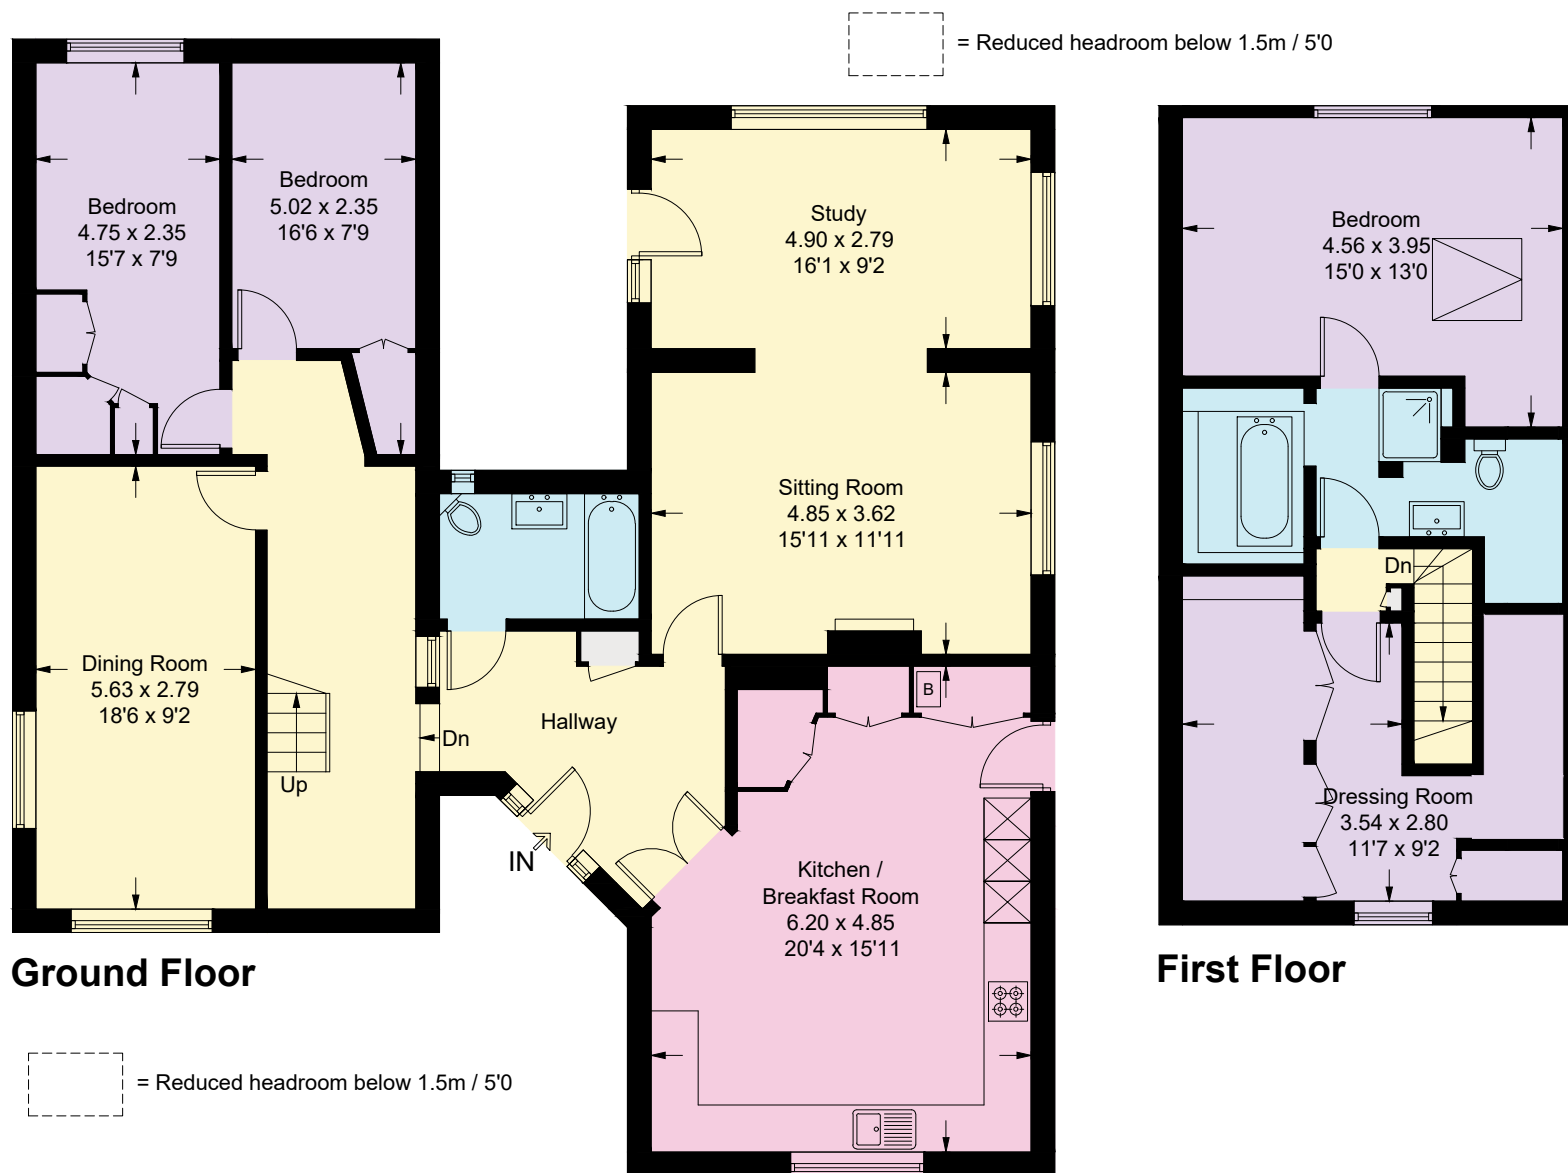 = Reduced headroom below 1.5m / 5'0
Bedroom
4.75 x 2.35
15'7 x 7'9
Bedroom
5.02 x 2.35
16'6 x 7'9
Study
4.90 x 2.79
16'1 x 9'2
Bedroom
4.56 x 3.95
15'0 x 13'0
Sitting Room
4.85 x 3.62
15'11 x 11'11
Dn
Dining Room
5.63 x 2.79
18'6 x 9'2
Up
Dn
Hallway
B
IN
Kitchen /
Breakfast Room
6.20 x 4.85
20'4 x 15'11
Dressing Room
3.54 x 2.80
11'7 x 9'2
Ground Floor
First Floor
= Reduced headroom below 1.5m / 5'0